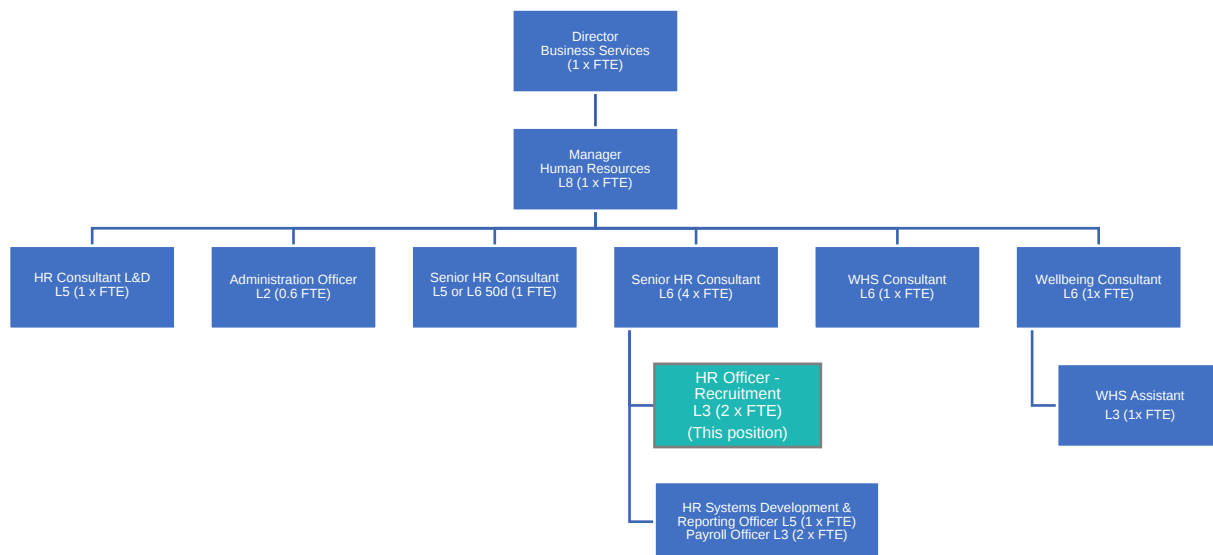 Director
Business Services
(1 x FTE)
Manager
Human Resources
L8 (1 x FTE)
HR Consultant L&D
L5 (1 x FTE)
Administration Officer
L2 (0.6 FTE)
Senior HR Consultant
L5 or L6 50d (1 FTE)
Senior HR Consultant
L6 (4 x FTE)
WHS Consultant
L6 (1 x FTE)
Wellbeing Consultant
L6 (1x FTE)
HR Officer -
Recruitment
L3 (2 x FTE)
(This position)
WHS Assistant
L3 (1x FTE)
HR Systems Development &
Reporting Officer L5 (1 x FTE)
Payroll Officer L3 (2 x FTE)